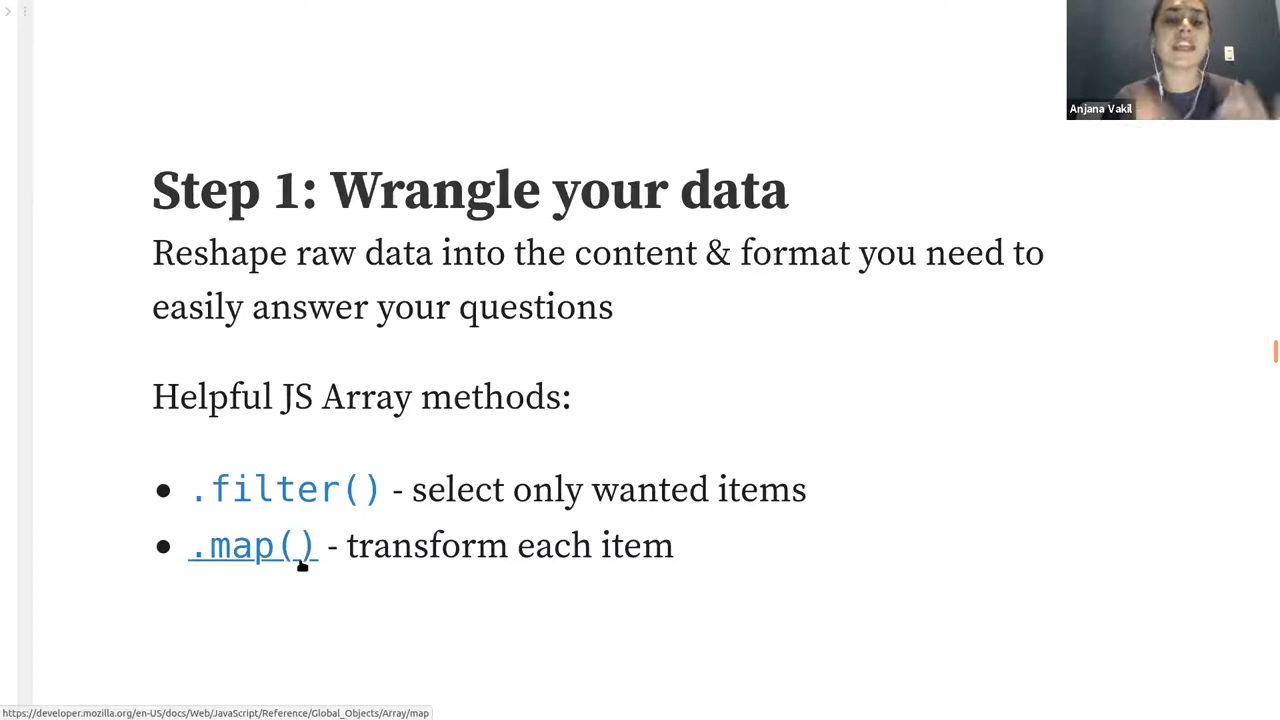 Anjana Vakil
Step 1: Wrangle your data
Reshape raw data into the content & format you need to
easily answer your questions
Helpful JS Array methods:
• .filter() - select only wanted items
• .map() - transform each item
https://developer.mozilla.org/en-US/docs/Web/JavaScript/Reference/Global_Objects/Array/map